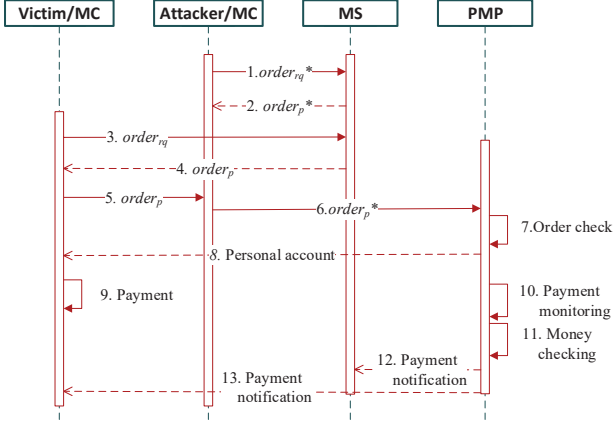 Victim/MC Attacker/MC MS PMP
1.order_rq*
2. order_p*
3. order_rq
4. order_p
5. order_p
6.order_p*
7.Order check
8. Personal account
9. Payment
10. Payment
monitoring
11. Money
checking
12. Payment
notification
13. Payment
notification